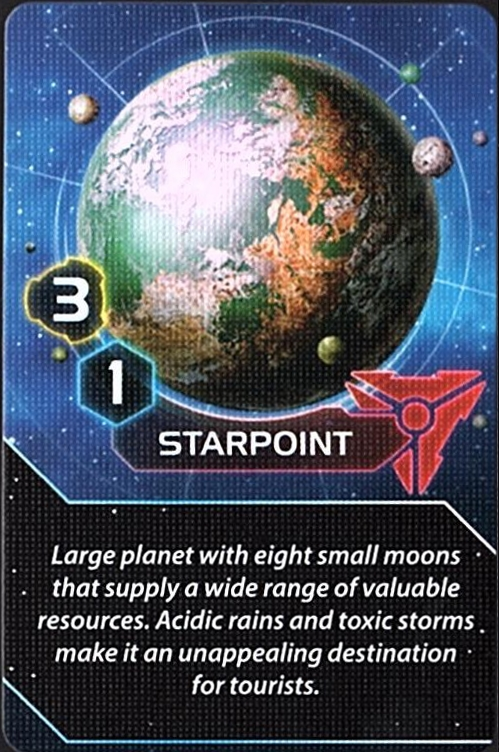 3
1
STARPOINT
Large planet with eight small moons
that supply a wide range of valuable
resources. Acidic rains and toxic storms
make it an unappealing destination
for tourists.